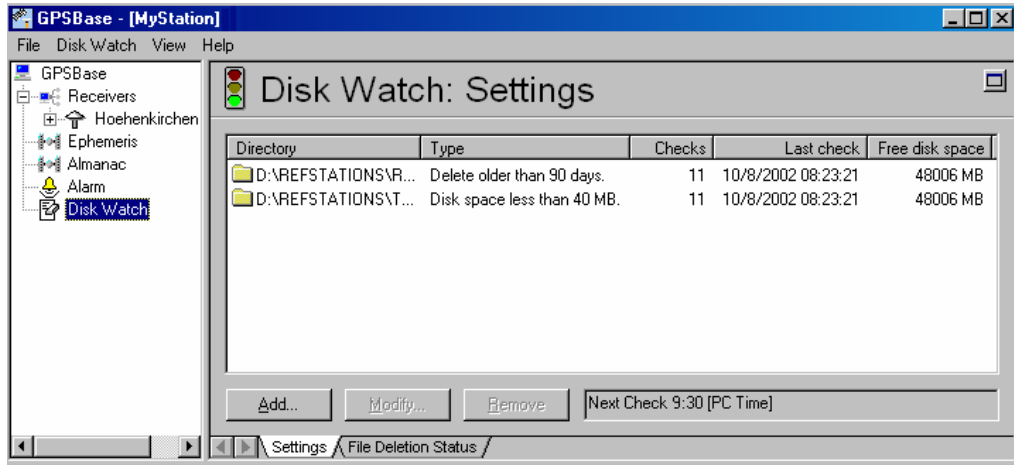 GPSBase - [MyStation]
File Disk Watch View Help
GPSBase
Receivers
Hoehenkirchen
Ephemeris
Almanac
Alarm
Disk Watch
Disk Watch: Settings
Directory Type Checks Last check Free disk space
D:\REFSTATIONS\R... Delete older than 90 days. 11 10/8/2002 08:23:21 48006 MB
D:\REFSTATIONS\T... Disk space less than 40 MB. 11 10/8/2002 08:23:21 48006 MB
Add... Modify... Remove Next Check 9:30 [PC Time]
Settings File Deletion Status